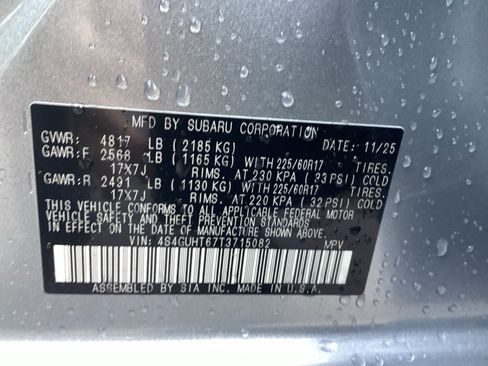 MFD BY SUBARU CORPORATION DATE: 11/25
GVWR: 4817 LB ( 2185 KG)
GAWR:F 2568 LB ( 1165 KG) WITH 225/60R17 TIRES.
17X7J RIMS. AT 230 KPA ( 33 PSI) COLD.
GAWR:R 2491 LB ( 1130 KG) WITH 225/60R17 TIRES.
17X7J RIMS. AT 220 KPA ( 32 PSI) COLD.
THIS VEHICLE CONFORMS TO ALL APPLICABLE FEDERAL MOTOR
VEHICLE SAFETY AND THEFT PREVENTION STANDARDS
IN EFFECT ON THE DATE OF MANUFACTURE SHOWN ABOVE.
VIN: 4S4GUHT67T3715082 MPV
ASSEMBLED BY SIA INC. MADE IN U.S.A.